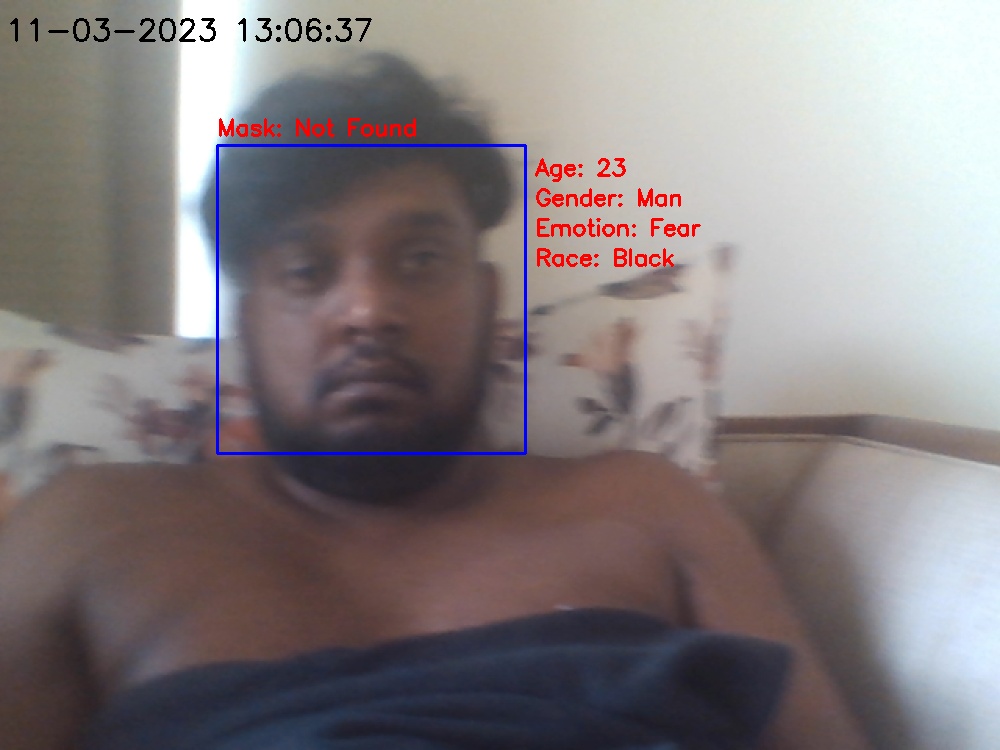 11-03-2023 13:06:37
Mask: Not Found
Age: 23
Gender: Man
Emotion: Fear
Race: Black